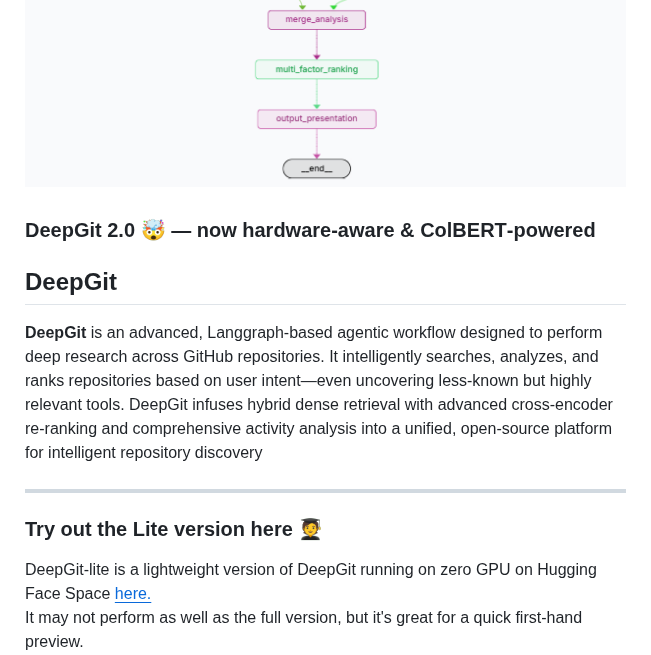 merge_analysis
multi_factor_ranking
output_presentation
__end__
DeepGit 2.0 🤯 — now hardware-aware & ColBERT-powered
DeepGit
DeepGit is an advanced, Langgraph-based agentic workflow designed to perform
deep research across GitHub repositories. It intelligently searches, analyzes, and
ranks repositories based on user intent—even uncovering less-known but highly
relevant tools. DeepGit infuses hybrid dense retrieval with advanced cross-encoder
re-ranking and comprehensive activity analysis into a unified, open-source platform
for intelligent repository discovery
Try out the Lite version here 🧑‍🎓
DeepGit-lite is a lightweight version of DeepGit running on zero GPU on Hugging
Face Space here.
It may not perform as well as the full version, but it's great for a quick first-hand
preview.